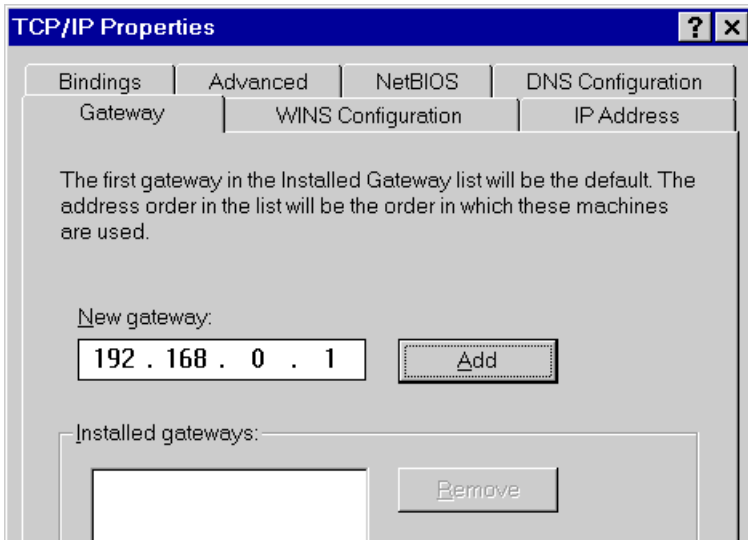 TCP/IP Properties
? ×
Bindings Advanced NetBIOS DNS Configuration
Gateway WINS Configuration IP Address
The first gateway in the Installed Gateway list will be the default. The
address order in the list will be the order in which these machines
are used.
New gateway:
192 . 168 . 0 . 1 Add
Installed gateways:
Remove